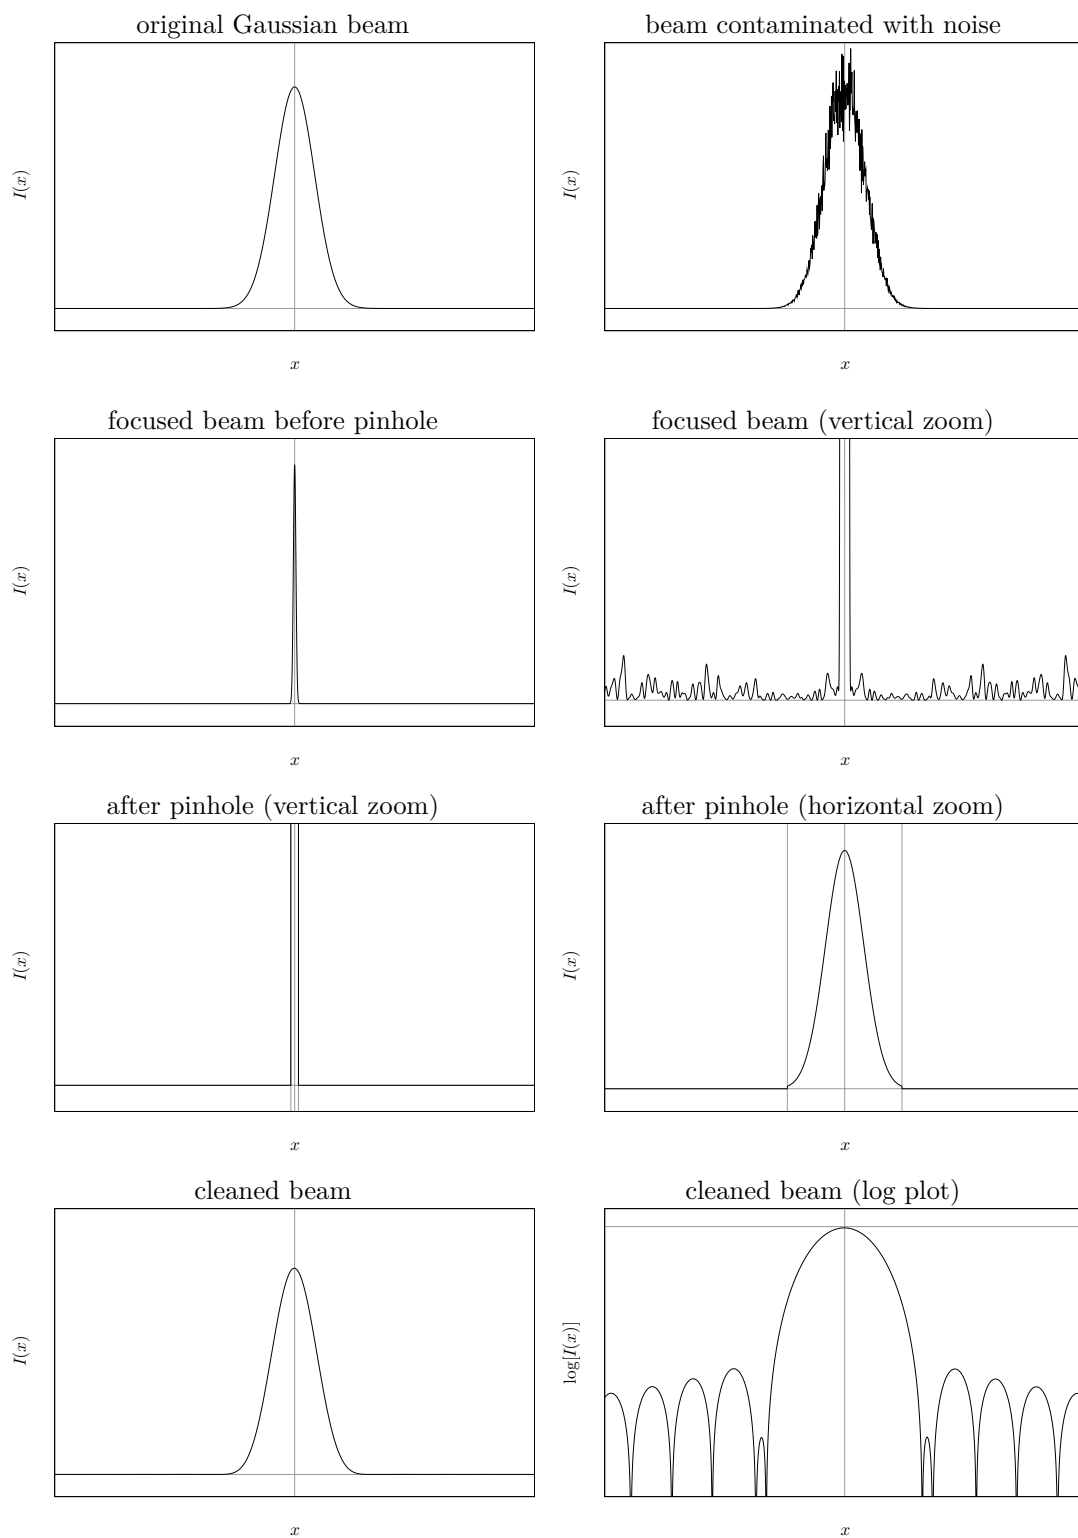 original Gaussian beam
beam contaminated with noise
I(x)
I(x)
x
x
focused beam before pinhole
focused beam (vertical zoom)
I(x)
I(x)
x
x
after pinhole (vertical zoom)
after pinhole (horizontal zoom)
I(x)
I(x)
x
x
cleaned beam
cleaned beam (log plot)
I(x)
log[I(x)]
x
x